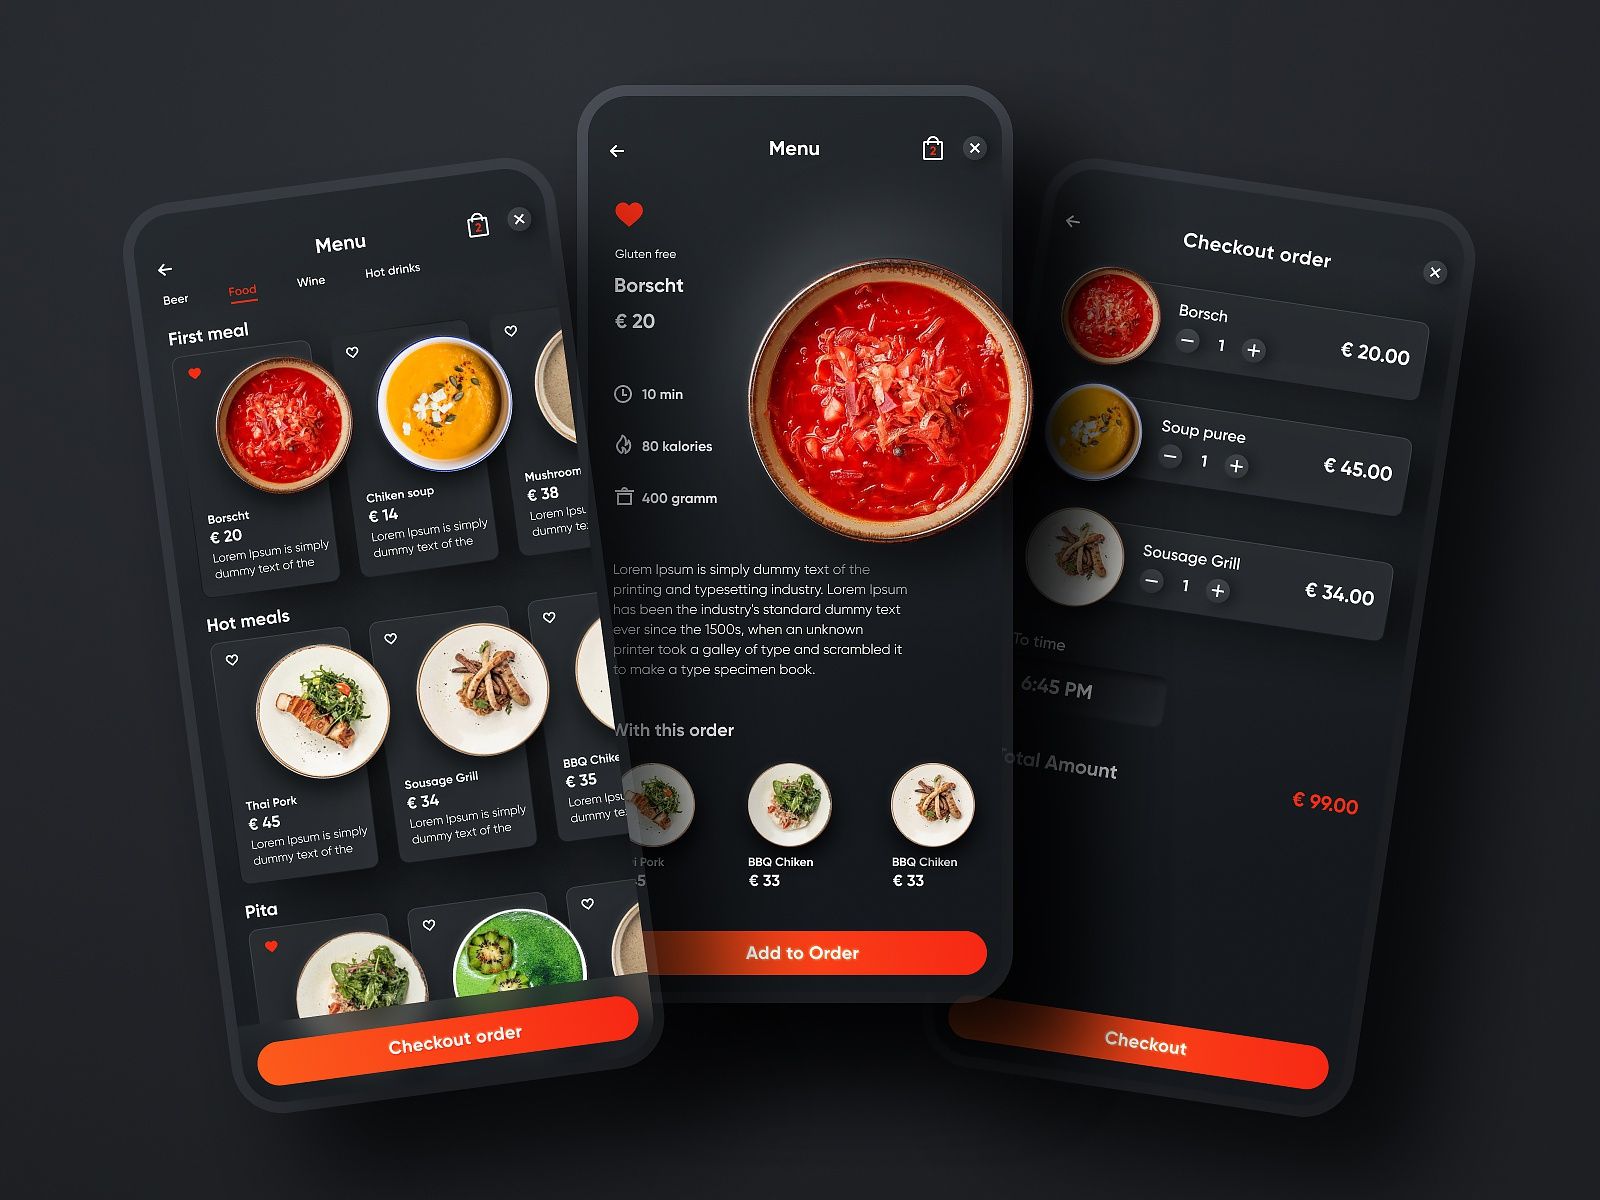 Menu
2
Beer
Food
Wine
Hot drinks
First meal
Borscht
€ 20
Lorem Ipsum is simply
dummy text of the
Chiken soup
€ 14
Lorem Ipsum is simply
dummy text of the
Mushroom
€ 38
Lorem Ipsu
dummy te
Hot meals
Thai Pork
€ 45
Lorem Ipsum is simply
dummy text of the
Sousage Grill
€ 34
Lorem Ipsum is simply
dummy text of the
BBQ Chike
€ 35
Lorem Ipsu
dummy te
Pita
Checkout order
Menu
2
Gluten free
Borscht
€ 20
10 min
80 kalories
400 gramm
Lorem Ipsum is simply dummy text of the
printing and typesetting industry. Lorem Ipsum
has been the industry's standard dummy text
ever since the 1500s, when an unknown
printer took a galley of type and scrambled it
to make a type specimen book.
With this order
i Pork
5
BBQ Chiken
€ 33
BBQ Chiken
€ 33
Add to Order
Checkout order
Borsch
1
€ 20.00
Soup puree
1
€ 45.00
Sousage Grill
1
€ 34.00
To time
6:45 PM
Total Amount
€ 99.00
Checkout